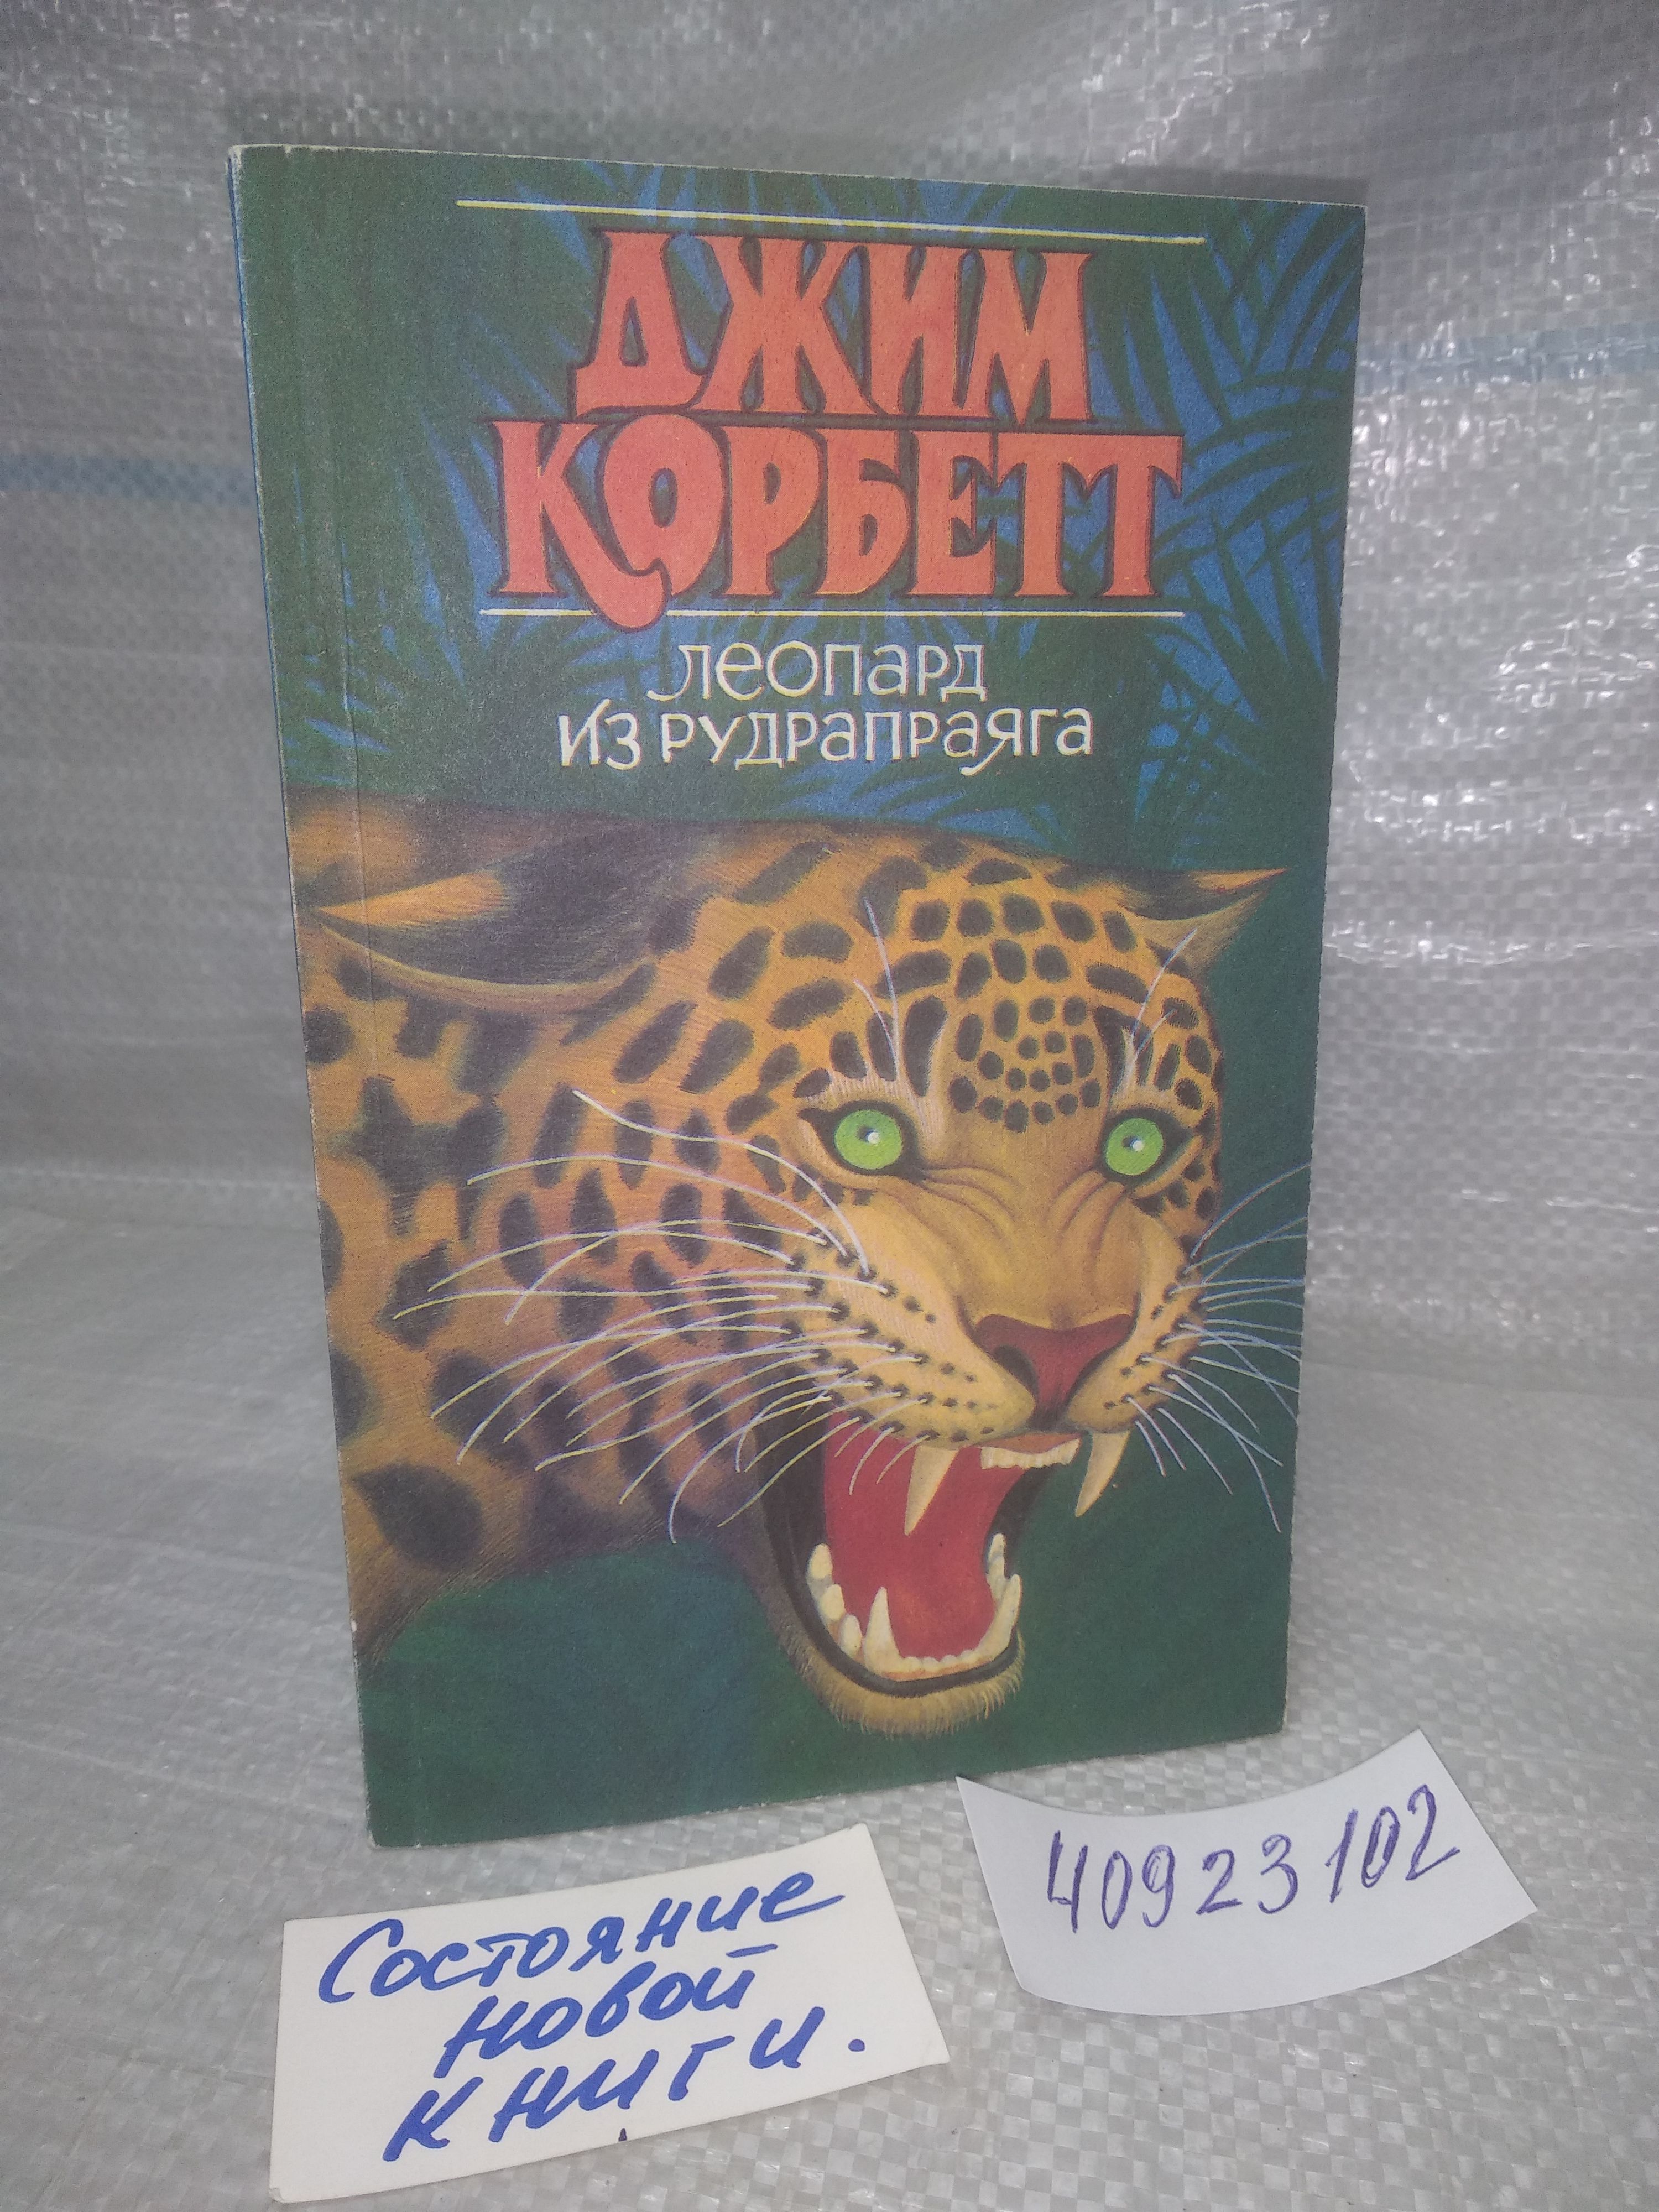 ДЖИМ
КОРБЕТТ
леопард
из рудрапраяга
40923102
Состояние
новой
книги.